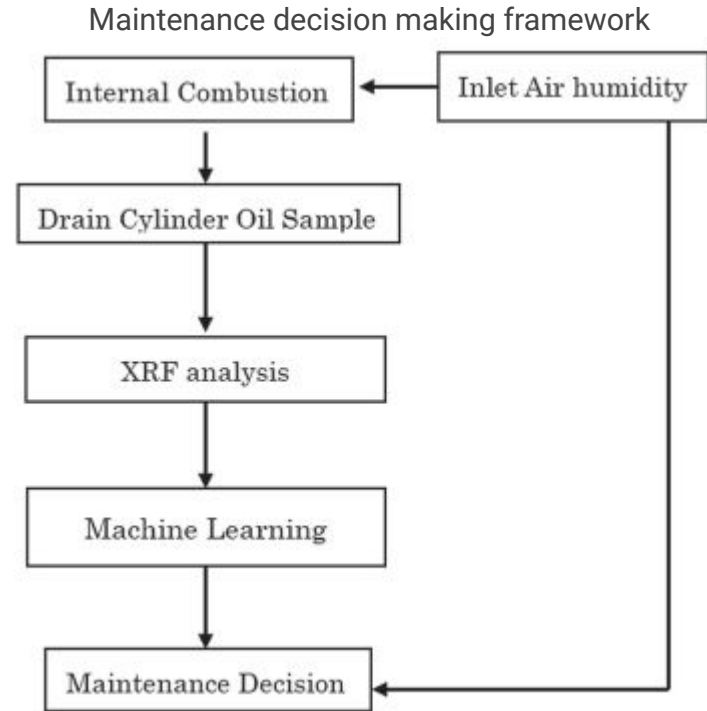 Maintenance decision making framework
Internal Combustion
Inlet Air humidity
Drain Cylinder Oil Sample
XRF analysis
Machine Learning
Maintenance Decision